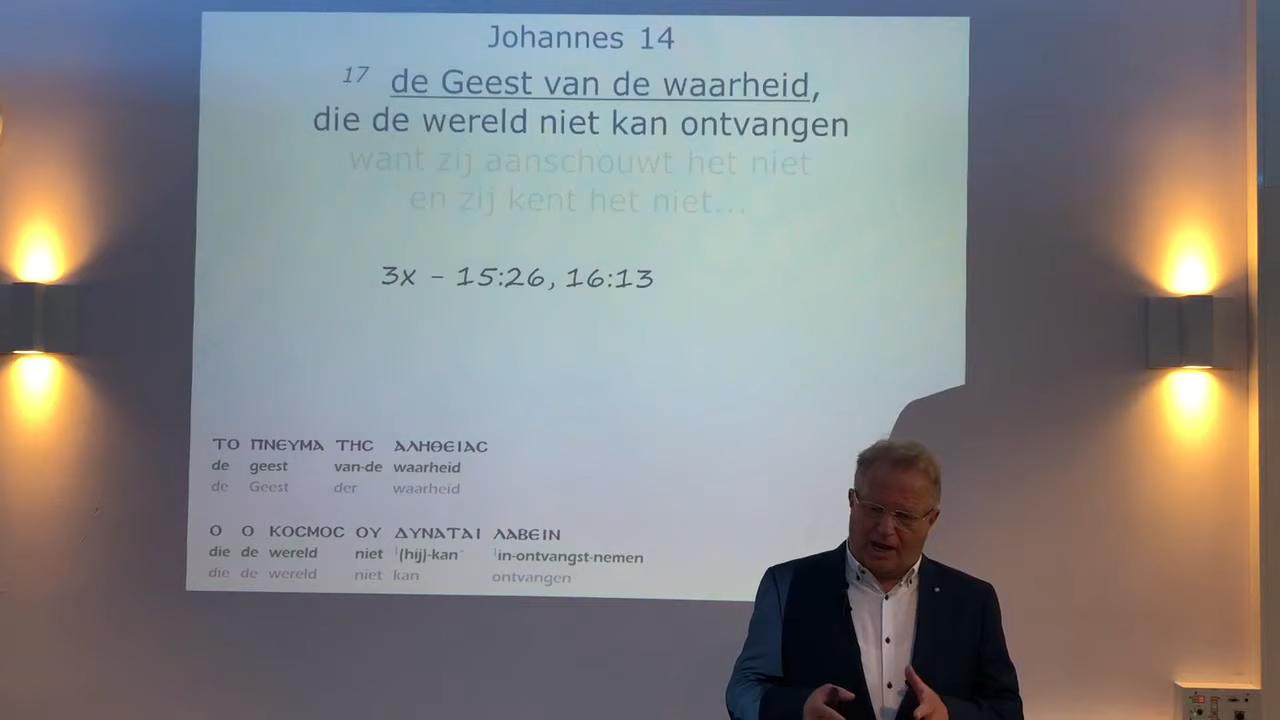 Johannes 14
17 de Geest van de waarheid,
die de wereld niet kan ontvangen
want zij aanschouwt het niet
en zij kent het niet...
3x – 15:26, 16:13
ΤΟ ΠΝΕΥΜΑ ΤΗϹ ΑΛΗΘΕΙΑϹ
de geest van-de waarheid
de Geest der waarheid
Ο Ο ΚΟϹΜΟϹ ΟΥ ΔΥΝΑΤΑΙ ΛΑΒΕΙΝ
die de wereld niet (hij)-kan in-ontvangst-nemen
die de wereld niet kan ontvangen